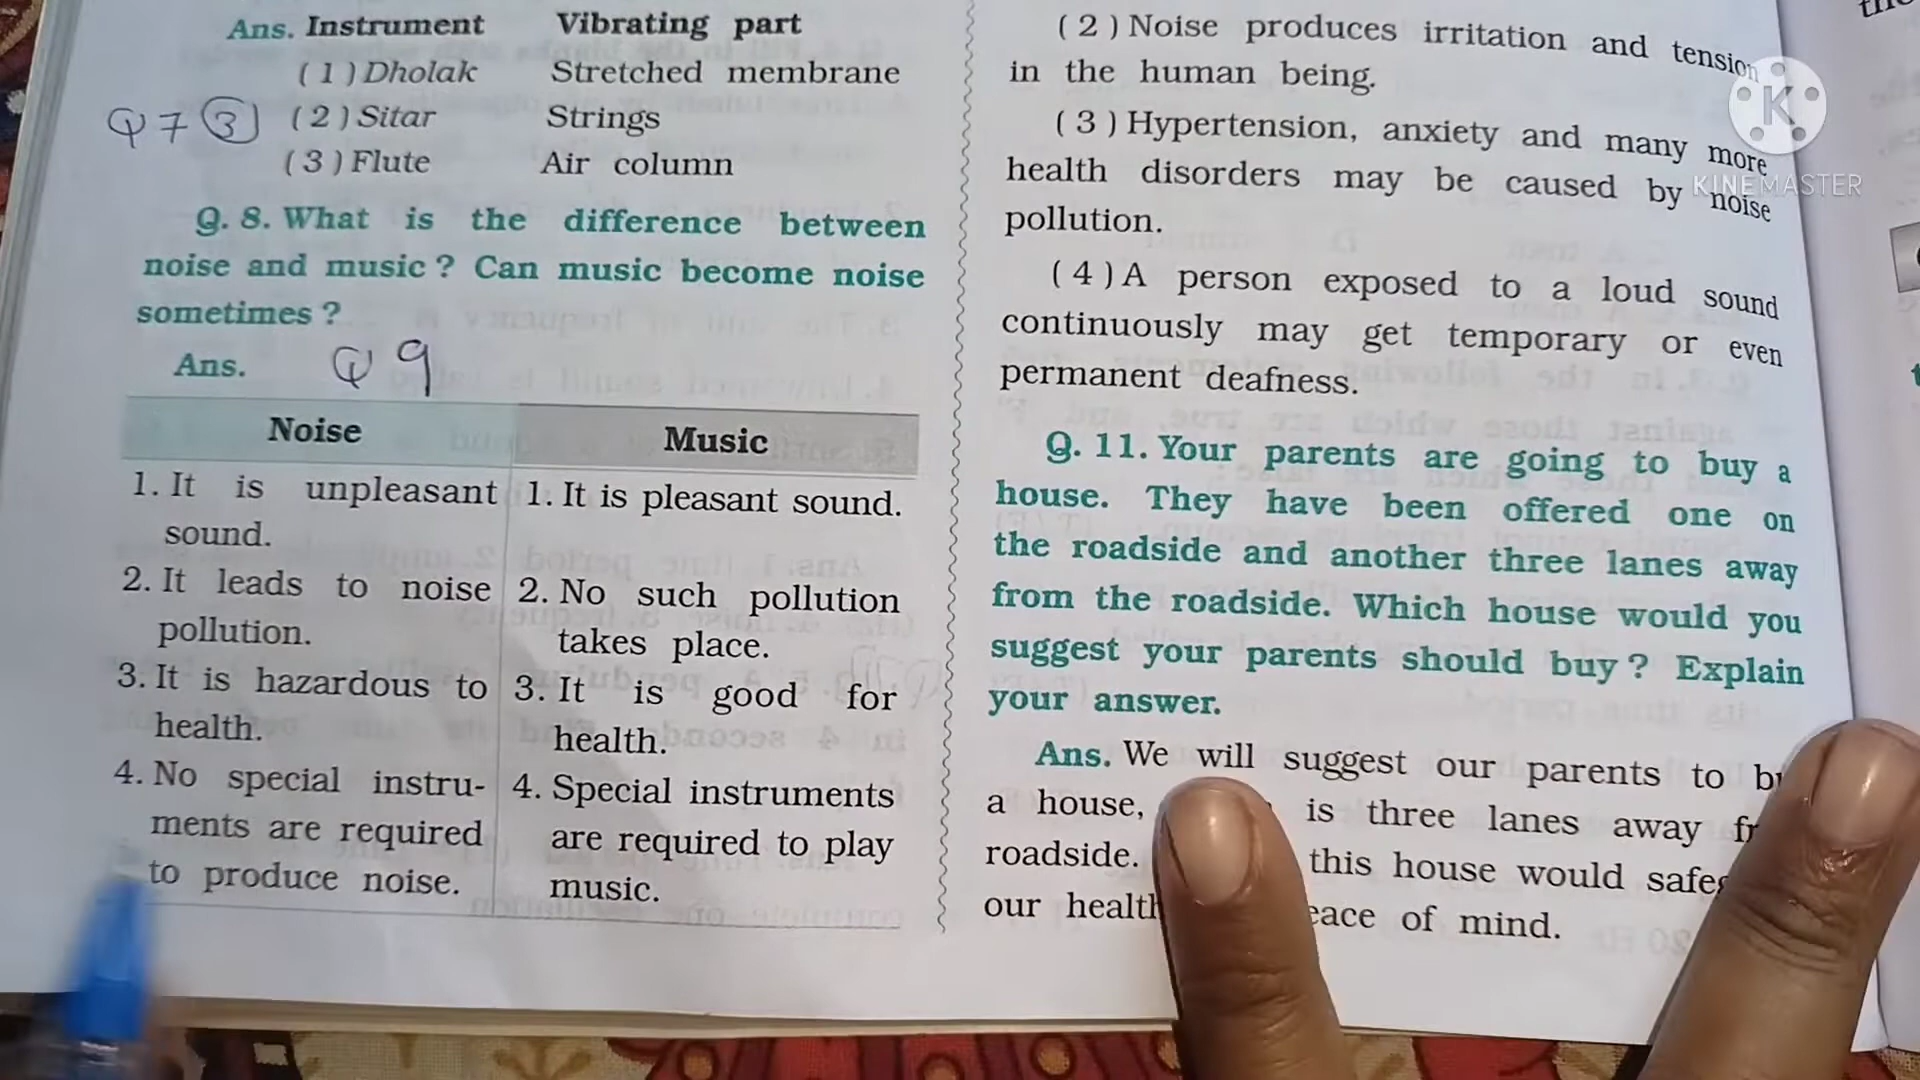 Ans. Instrument Vibrating part
( 1 ) Dholak Stretched membrane
Q 7 3 ( 2 ) Sitar Strings
( 3 ) Flute Air column
Q. 8. What is the difference between
noise and music ? Can music become noise
sometimes ?
Ans. Q 9
Noise Music
1. It is unpleasant 1. It is pleasant sound.
sound.
2. It leads to noise 2. No such pollution
pollution. takes place.
3. It is hazardous to 3. It is good for
health. health.
4. No special instru- 4. Special instruments
ments are required are required to play
to produce noise. music.
( 2 ) Noise produces irritation and tension
in the human being.
( 3 ) Hypertension, anxiety and many more
health disorders may be caused by noise
pollution.
( 4 ) A person exposed to a loud sound
continuously may get temporary or even
permanent deafness.
Q. 11. Your parents are going to buy a
house. They have been offered one on
the roadside and another three lanes away
from the roadside. Which house would you
suggest your parents should buy ? Explain
your answer.
Ans. We will suggest our parents to
a house, is three lanes away
roadside. this house would
our of mind.
K
KINEMASTER